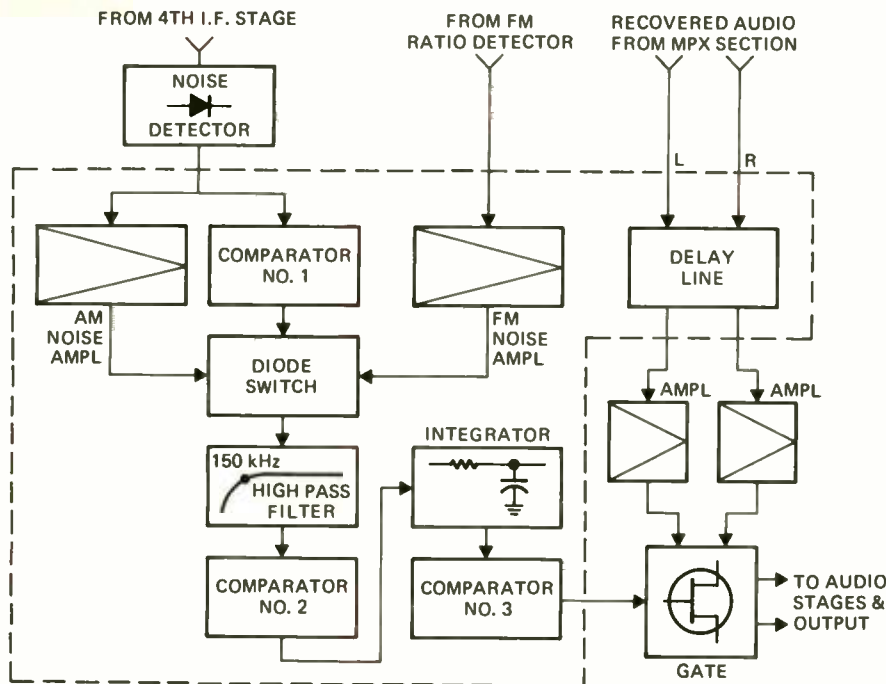 FROM 4TH I.F. STAGE
FROM FM
RATIO DETECTOR
RECOVERED AUDIO
FROM MPX SECTION
NOISE
DETECTOR
L
R
COMPARATOR
NO. 1
DELAY
LINE
AM
NOISE
AMPL
FM
NOISE
AMPL
DIODE
SWITCH
AMPL
AMPL
150 kHz
HIGH PASS
FILTER
INTEGRATOR
COMPARATOR
NO. 2
COMPARATOR
NO. 3
TO AUDIO
STAGES &
OUTPUT
GATE